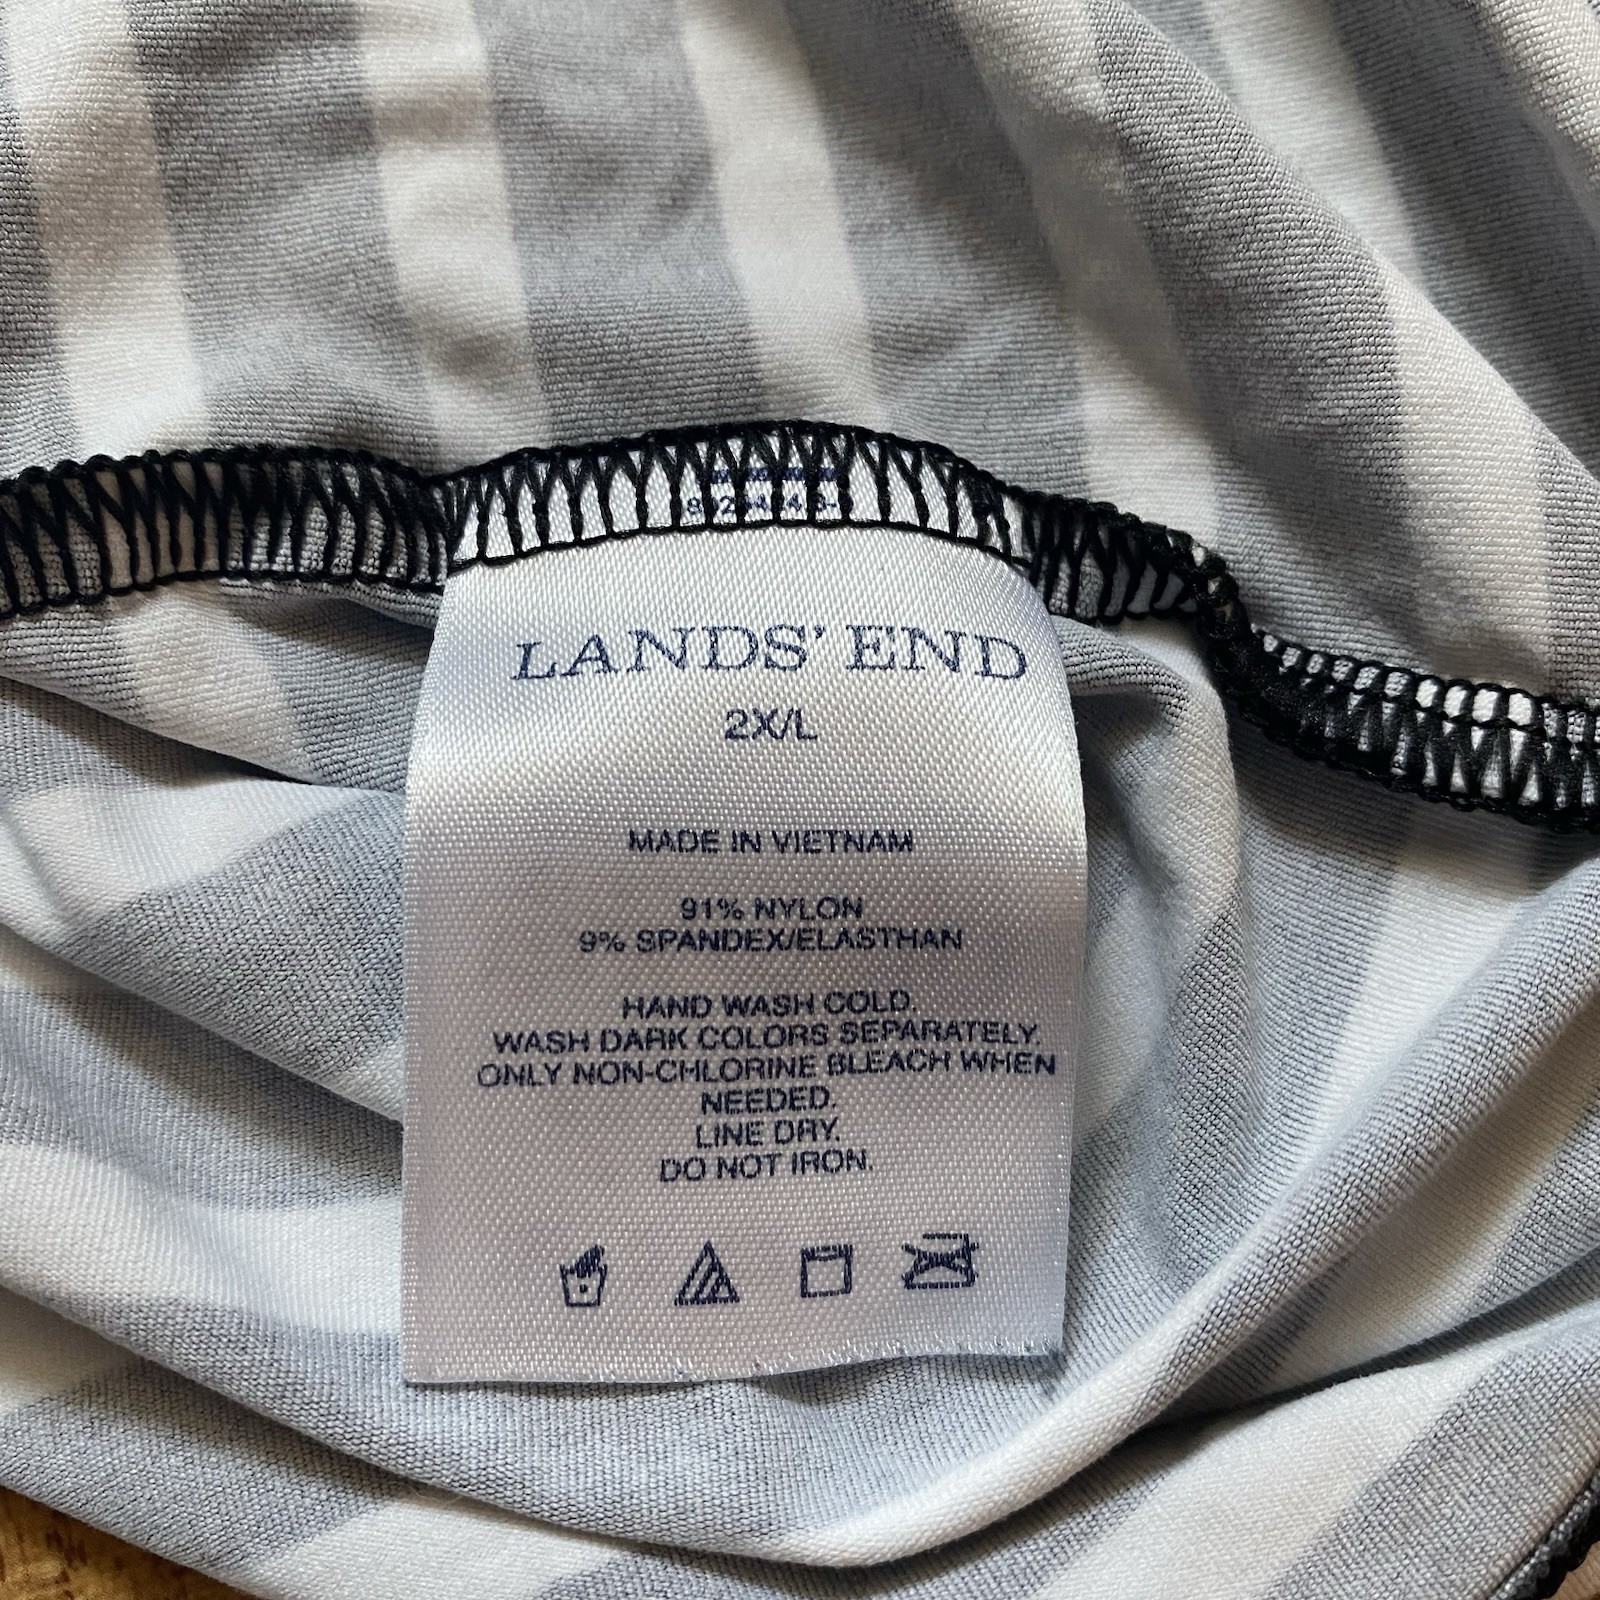 LANDS' END
2X/L
MADE IN VIETNAM
91% NYLON
9% SPANDEX/ELASTHAN
HAND WASH COLD.
WASH DARK COLORS SEPARATELY.
ONLY NON-CHLORINE BLEACH WHEN
NEEDED.
LINE DRY.
DO NOT IRON.